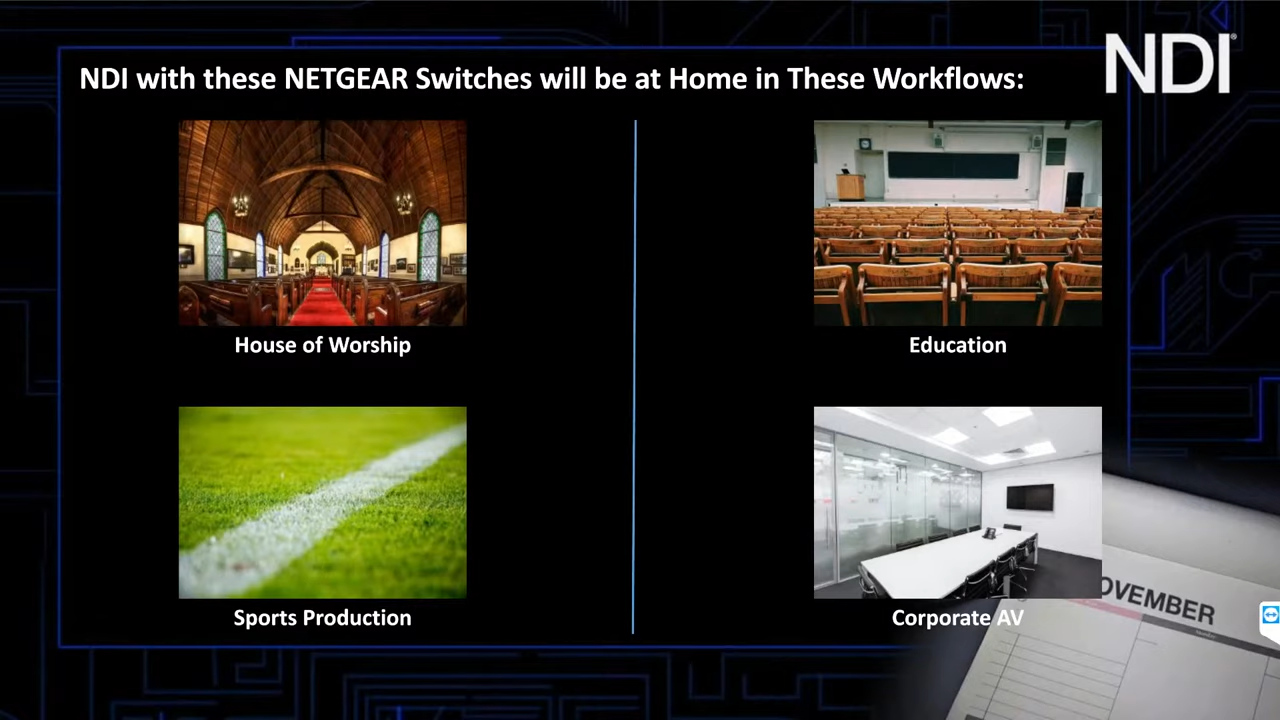 NDI®
NDI with these NETGEAR Switches will be at Home in These Workflows:
House of Worship
Education
Sports Production
Corporate AV
OVEMBER